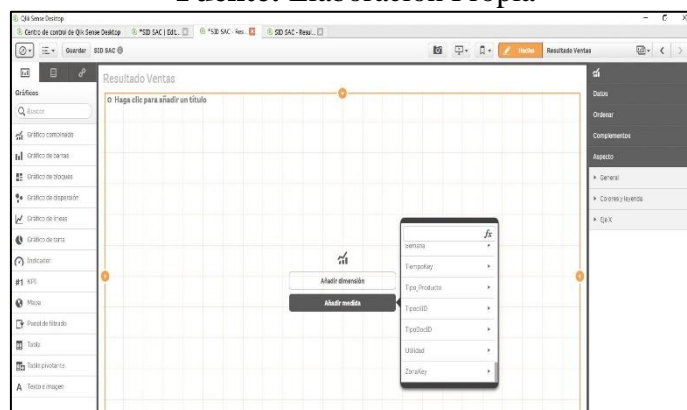 Fuente: Elaboración Propia
Qlik Sense Desktop
Centro de control de Qlik Sense Desktop
*SID SAC | Edit...
*SID SAC - Res...
SID SAC - Resul...
Guardar
SID SAC
Hecho
Resultado Ventas
Gráficos
Buscar
Gráfico combinado
Gráfico de barras
Gráfico de bloques
Gráfico de dispersión
Gráfico de líneas
Gráfico de tarta
Indicador
#1 KPI
Mapa
Panel de filtrado
Tabla
Tabla pivotante
A Texto e imagen
Resultado Ventas
Haga clic para añadir un título
Añadir dimensión
Añadir medida
fx
Semana
TiempoKey
Tipo_Producto
TipoDocID
Utilidad
ZonaKey
Datos
Ordenar
Complementos
Aspecto
General
Colores y leyenda
Eje X